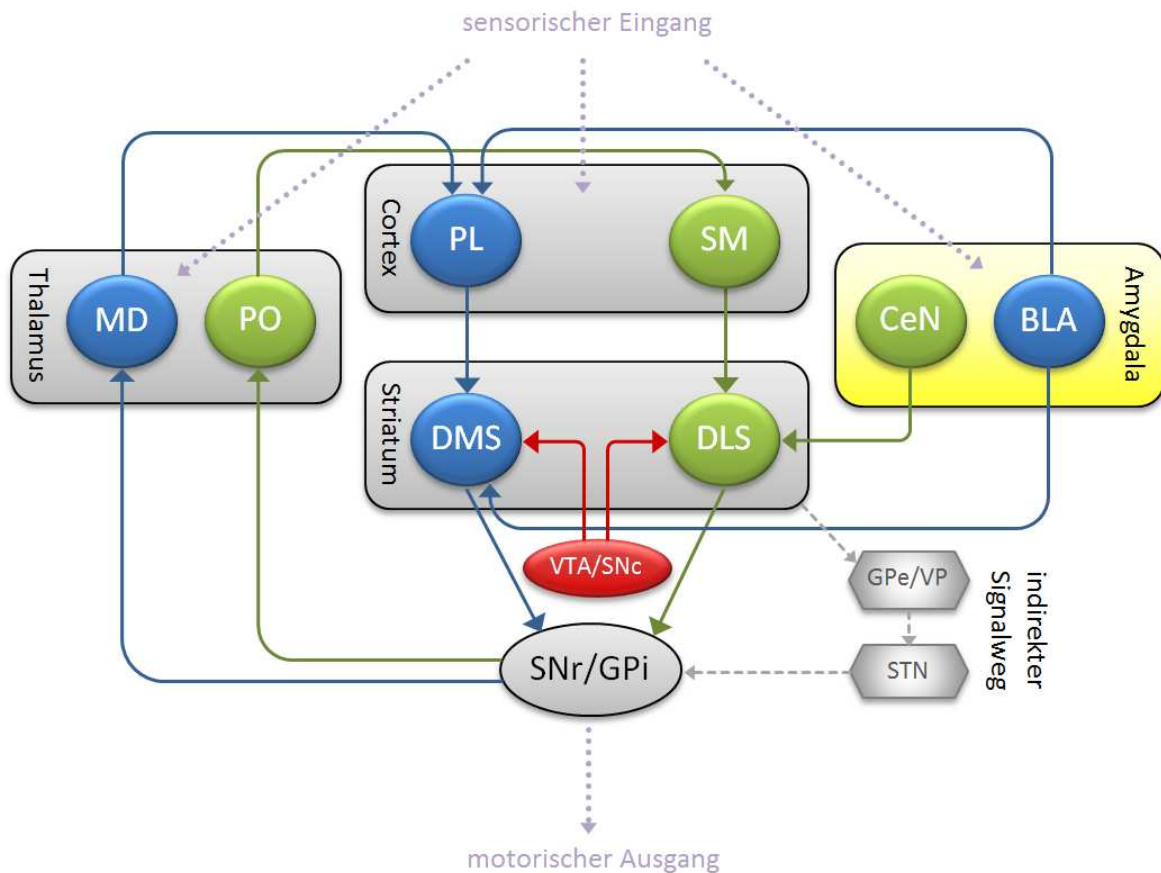 sensorischer Eingang
Cortex
PL
SM
Thalamus
MD
PO
CeN
BLA
Amygdala
Striatum
DMS
DLS
VTA/SNc
GPe/VP
indirekter
Signalweg
SNr/GPi
STN
motorischer Ausgang